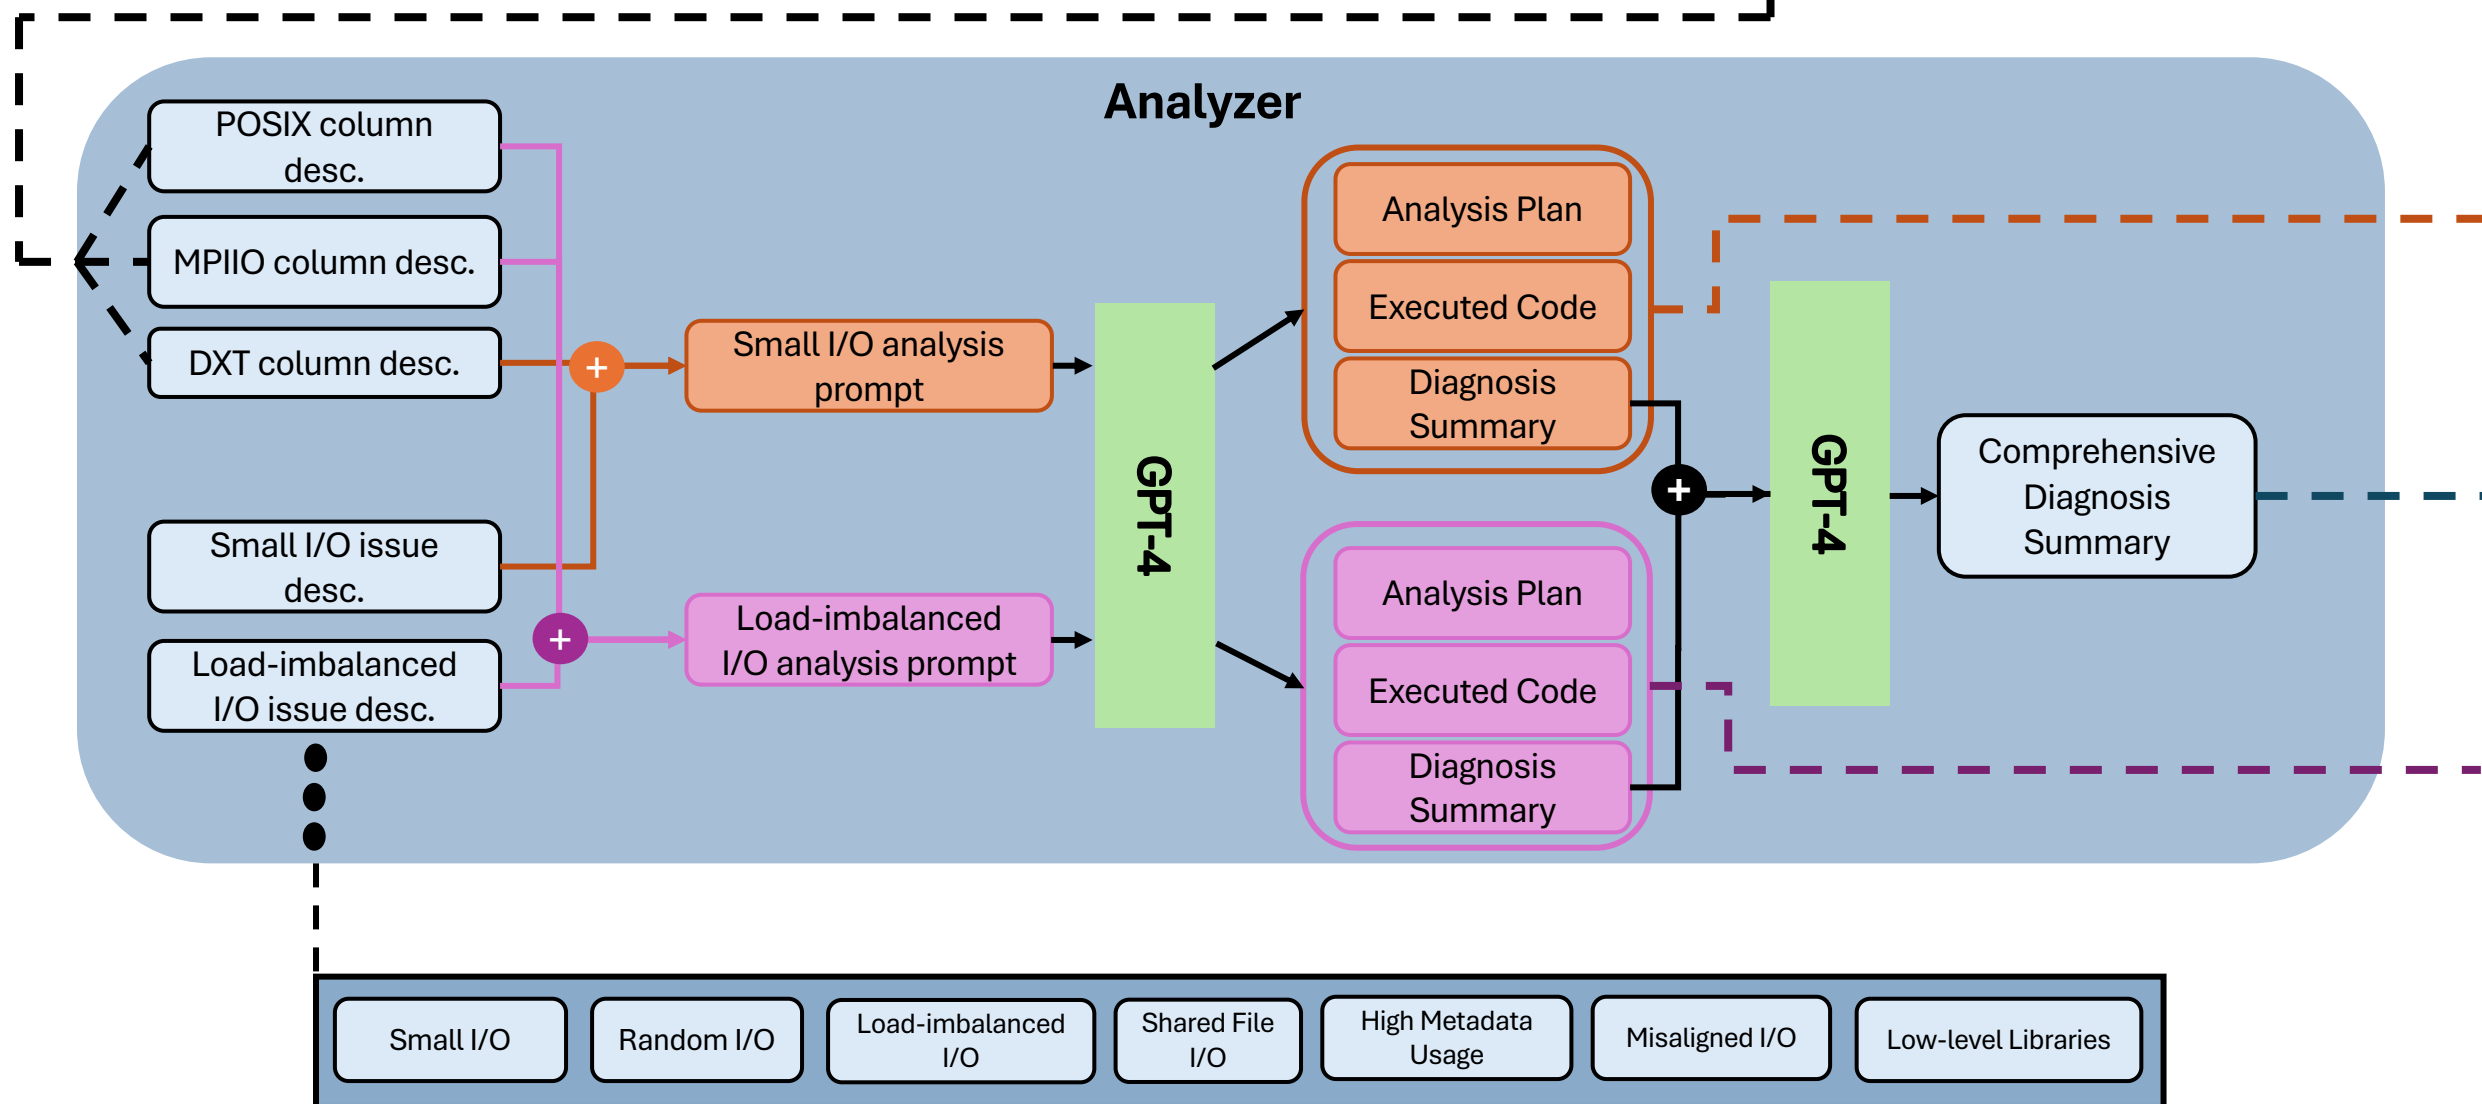 Analyzer
POSIX column
desc.
MPIIO column desc.
DXT column desc.
Small I/O issue
desc.
Load-imbalanced
I/O issue desc.
+
+
Small I/O analysis
prompt
Load-imbalanced
I/O analysis prompt
GPT-4
Analysis Plan
Executed Code
Diagnosis
Summary
Analysis Plan
Executed Code
Diagnosis
Summary
+
GPT-4
Comprehensive
Diagnosis
Summary
Small I/O
Random I/O
Load-imbalanced
I/O
Shared File
I/O
High Metadata
Usage
Misaligned I/O
Low-level Libraries